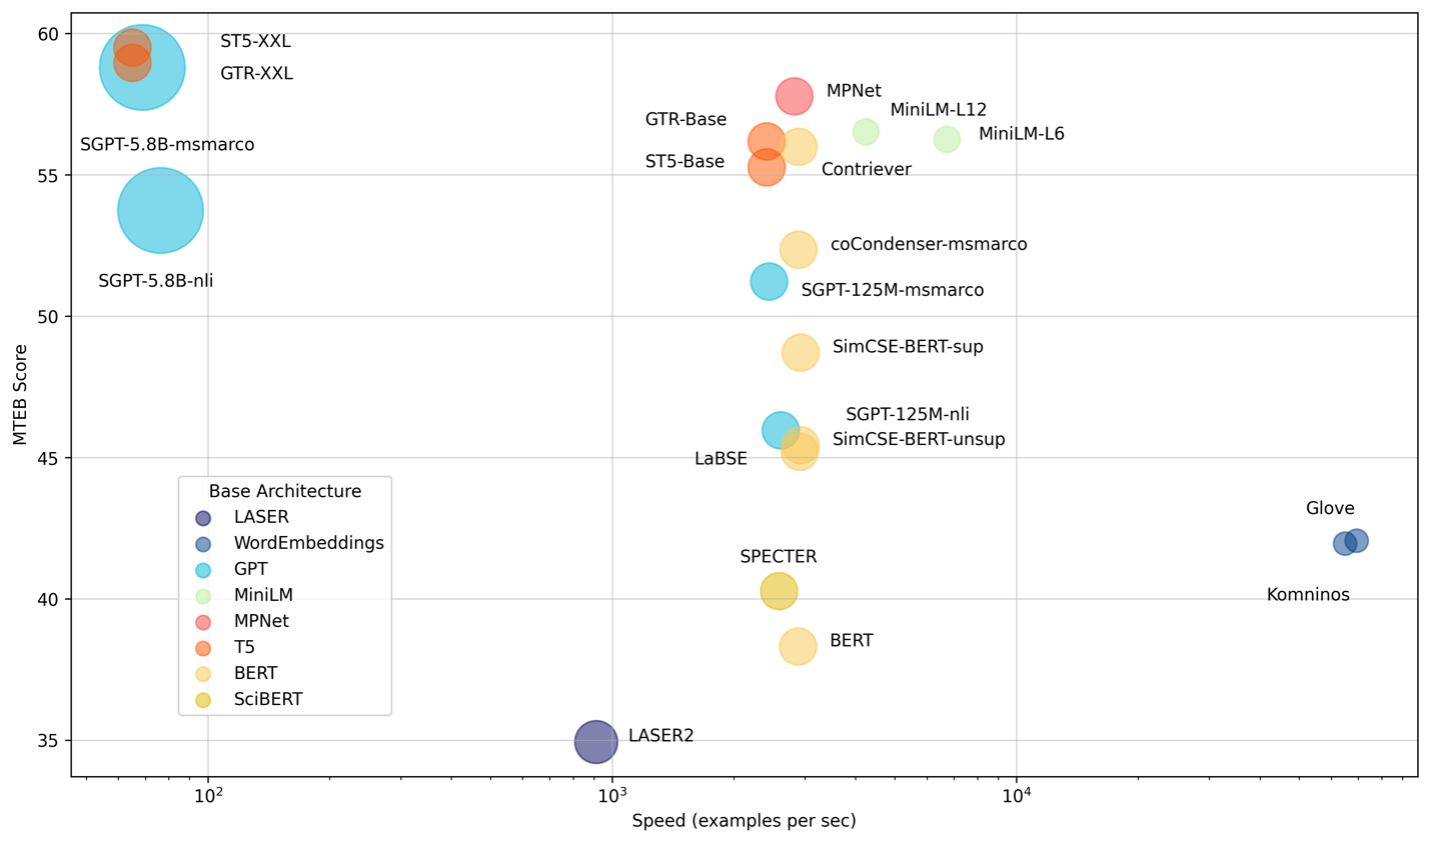 60
55
50
45
40
35
MTEB Score
ST5-XXL
GTR-XXL
SGPT-5.8B-msmarco
SGPT-5.8B-nli
MPNet
MiniLM-L12
MiniLM-L6
GTR-Base
ST5-Base
Contriever
coCondenser-msmarco
SGPT-125M-msmarco
SimCSE-BERT-sup
SGPT-125M-nli
SimCSE-BERT-unsup
LaBSE
Glove
Komninos
SPECTER
BERT
LASER2
Base Architecture
LASER
WordEmbeddings
GPT
MiniLM
MPNet
T5
BERT
SciBERT
10²
10³
10⁴
Speed (examples per sec)